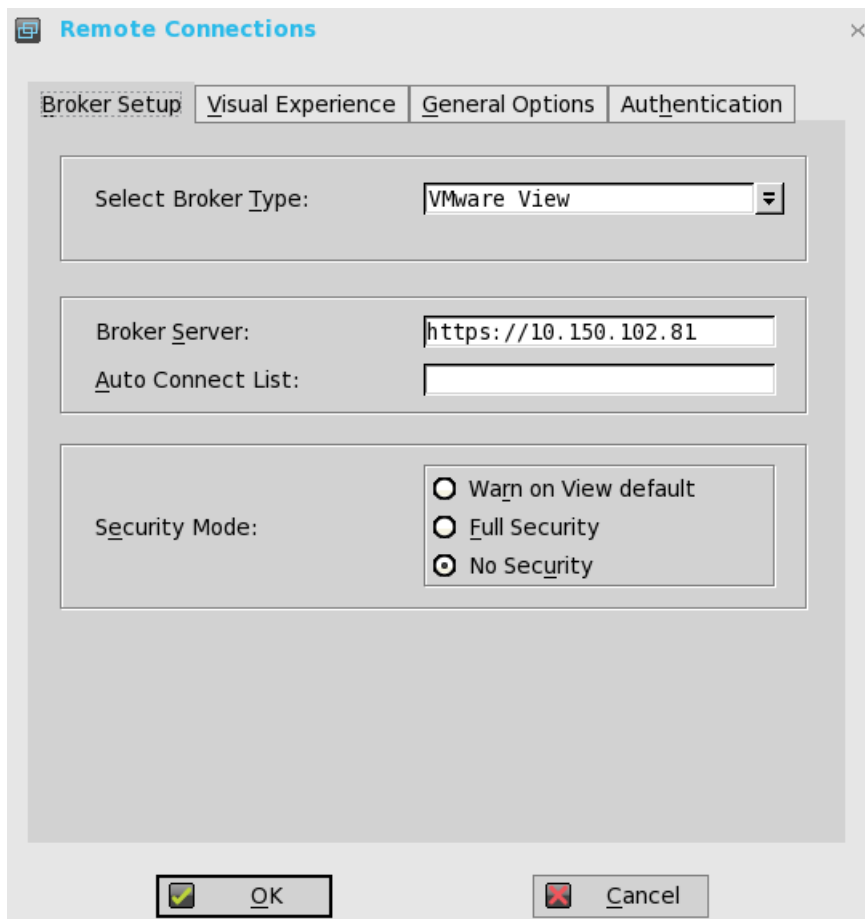 Remote Connections
Broker Setup
Visual Experience
General Options
Authentication
Select Broker Type:
VMware View
Broker Server:
https://10.150.102.81
Auto Connect List:
Security Mode:
Warn on View default
Full Security
No Security
OK
Cancel